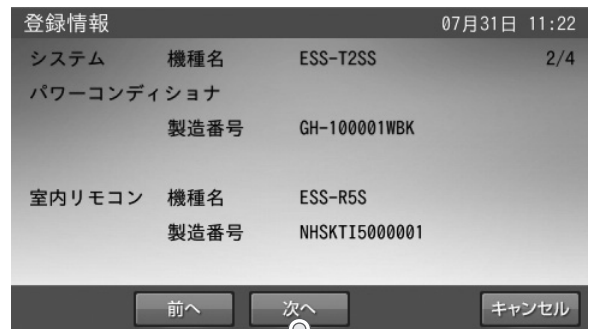 登録情報 07月31日 11:22
システム 機種名 ESS-T2SS 2/4
パワーコンディショナ
製造番号 GH-100001WBK
室内リモコン 機種名 ESS-R5S
製造番号 NHSKTI5000001
前へ 次へ キャンセル